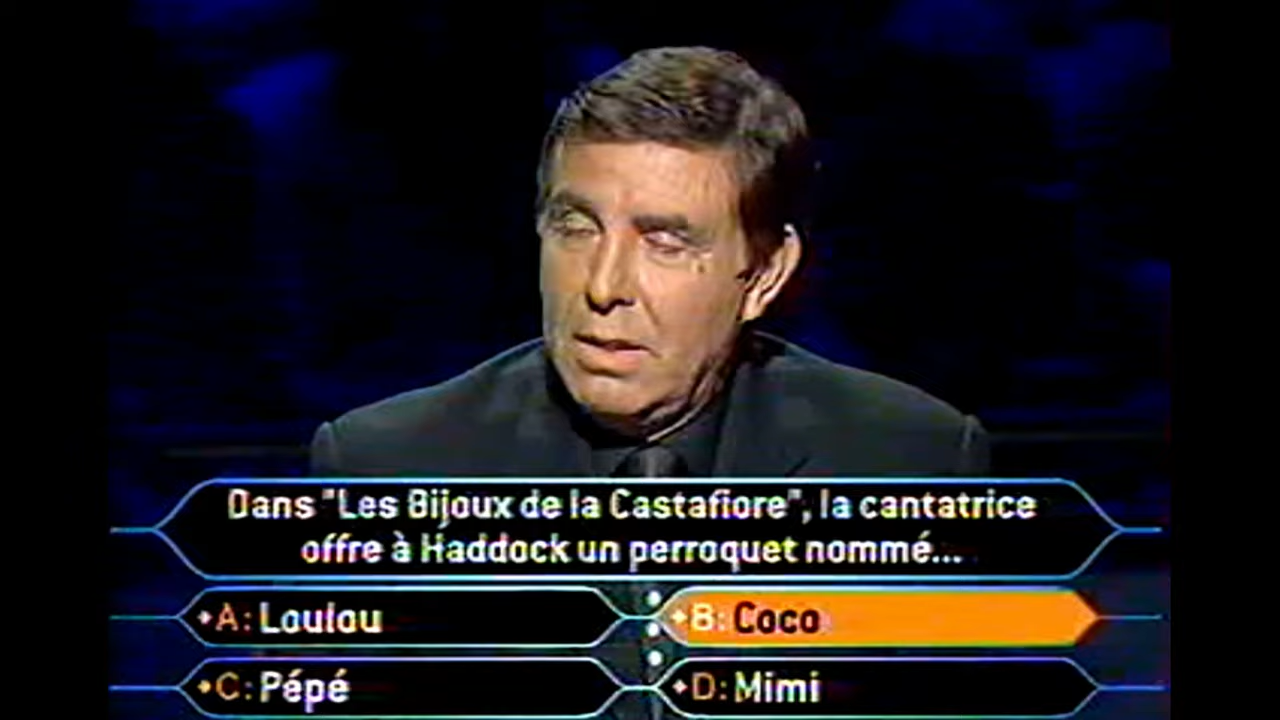 Dans "Les Bijoux de la Castafiore", la cantatrice
offre à Haddock un perroquet nommé...
A: Loulou
B: Coco
C: Pépé
D: Mimi